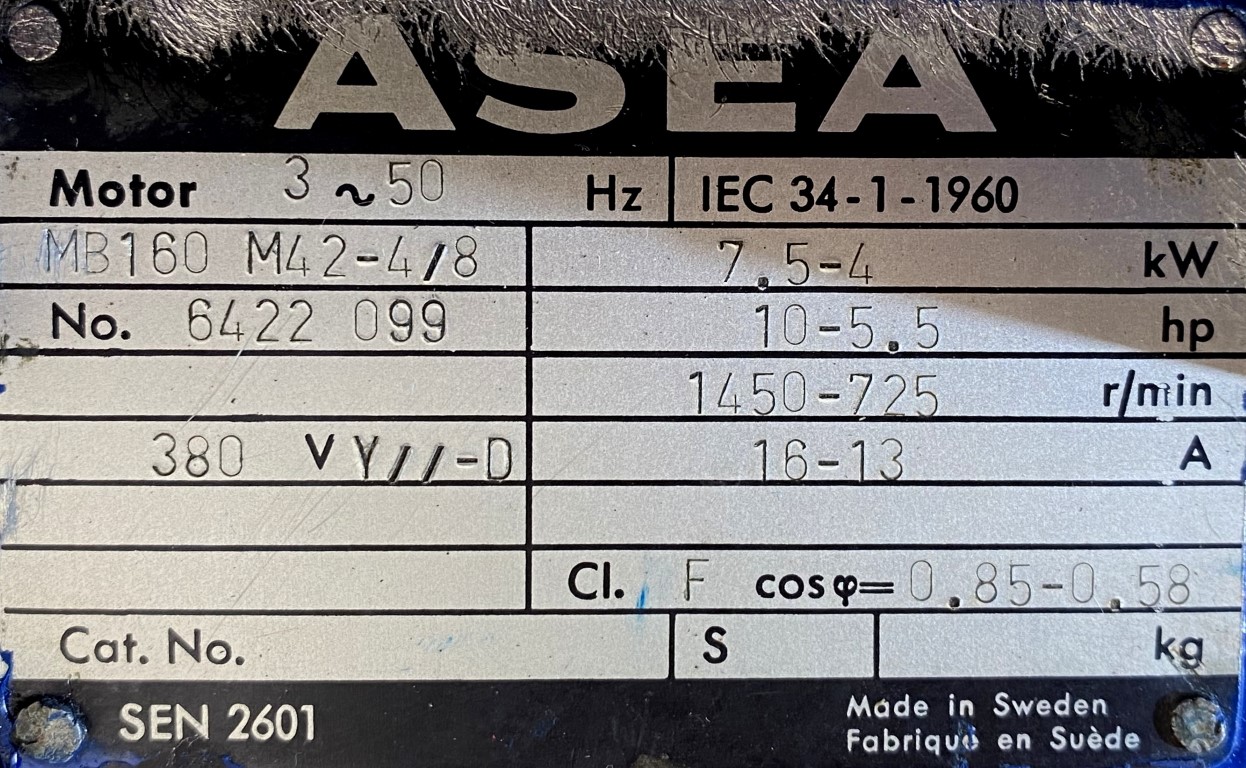 ASEA
Motor 3 ~ 50 Hz IEC 34-1-1960
MB160 M42-4/8 7.5-4 kW
No. 6422 099 10-5.5 hp
1450-725 r/min
380 V Y//-D 16-13 A
Cl. F cosφ= 0.85-0.58
Cat. No. S kg
SEN 2601
Made in Sweden
Fabriqué en Suède